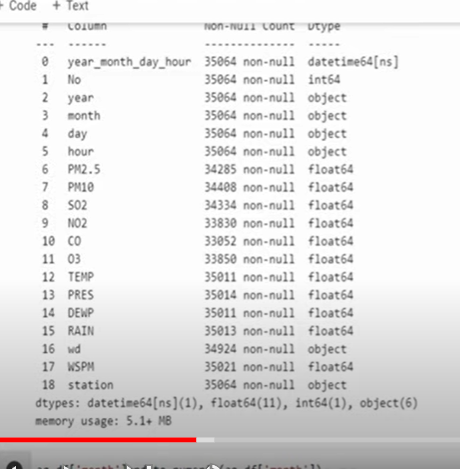 + Code + Text
# Column Non-Null Count Dtype
--- ------ -------------- -----
0 year_month_day_hour 35064 non-null datetime64[ns]
1 No 35064 non-null int64
2 year 35064 non-null object
3 month 35064 non-null object
4 day 35064 non-null object
5 hour 35064 non-null object
6 PM2.5 34285 non-null float64
7 PM10 34408 non-null float64
8 SO2 34334 non-null float64
9 NO2 33830 non-null float64
10 CO 33052 non-null float64
11 O3 33850 non-null float64
12 TEMP 35011 non-null float64
13 PRES 35014 non-null float64
14 DEWP 35011 non-null float64
15 RAIN 35013 non-null float64
16 wd 34924 non-null object
17 WSPM 35021 non-null float64
18 station 35064 non-null object
dtypes: datetime64[ns](1), float64(11), int64(1), object(6)
memory usage: 5.1+ MB